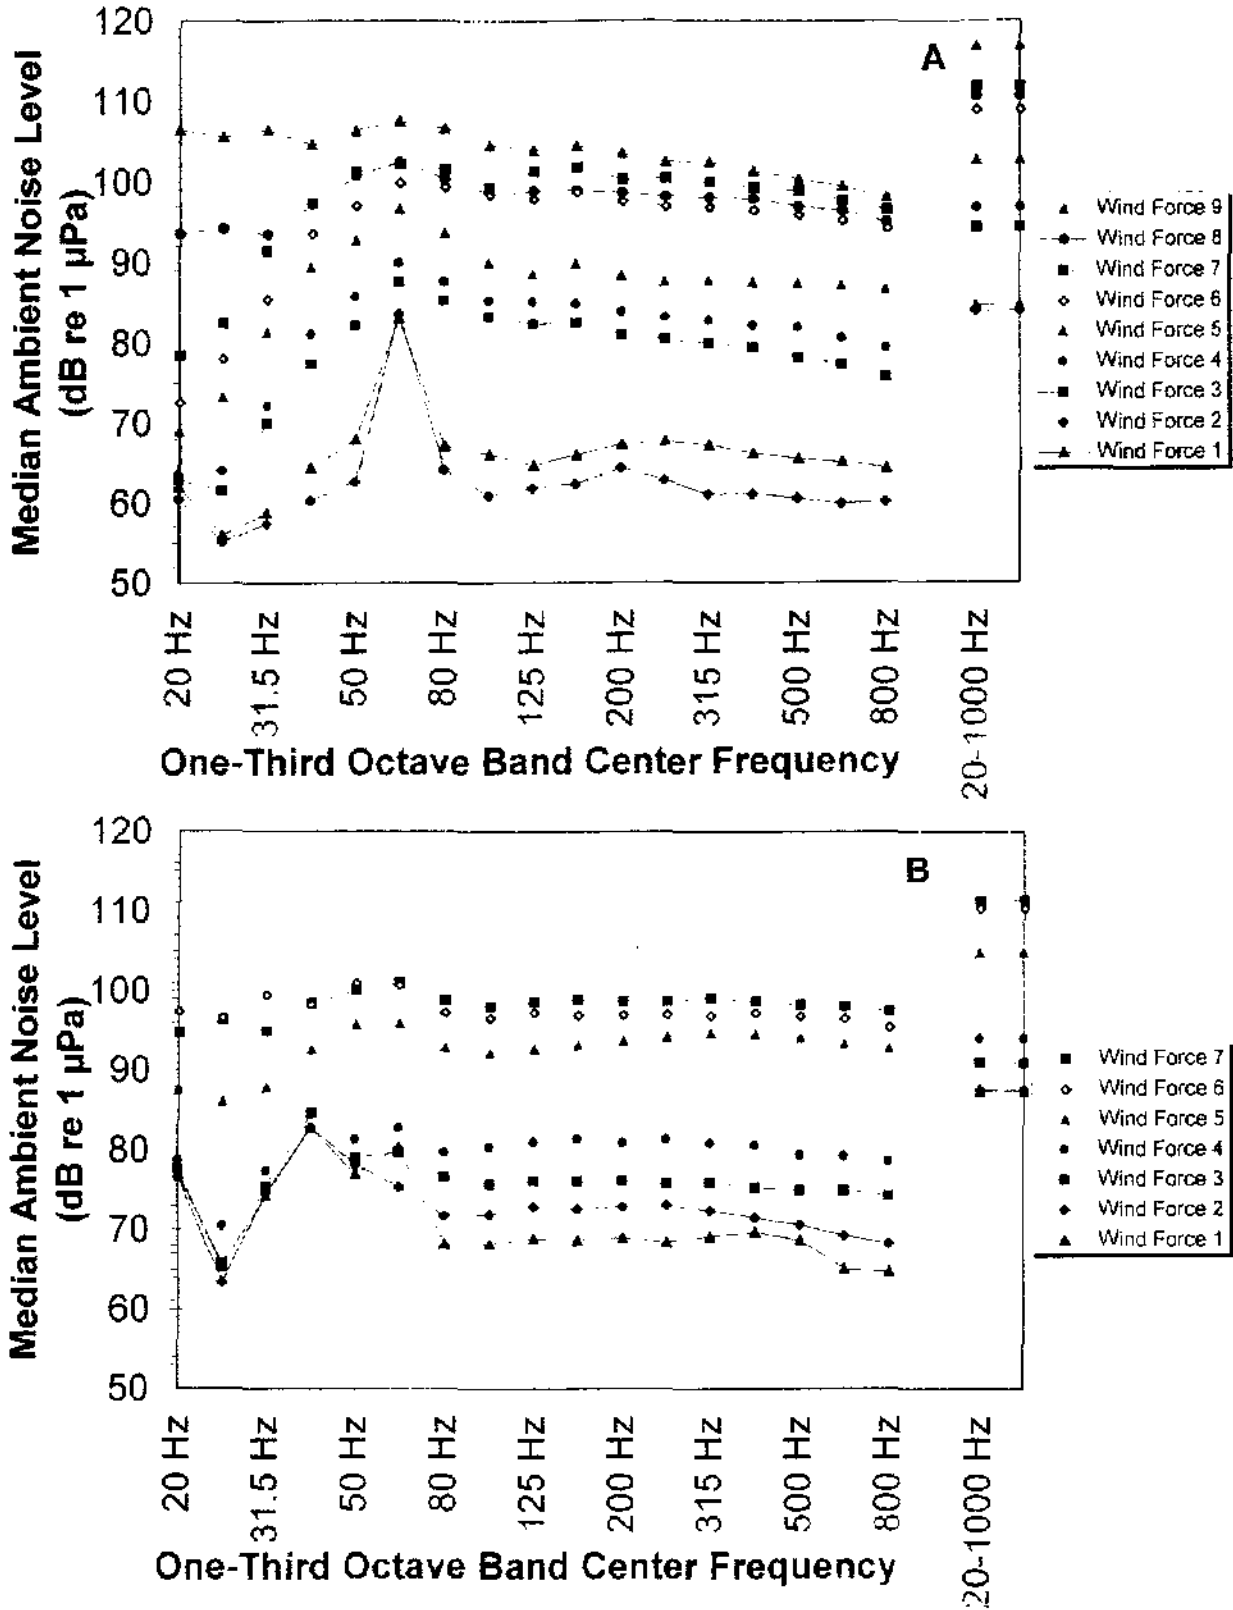 Median Ambient Noise Level
(dB re 1 µPa)
120
110
100
90
80
70
60
50
A
20 Hz
31.5 Hz
50 Hz
80 Hz
125 Hz
200 Hz
315 Hz
500 Hz
800 Hz
20-1000 Hz
One-Third Octave Band Center Frequency
Wind Force 9
Wind Force 8
Wind Force 7
Wind Force 6
Wind Force 5
Wind Force 4
Wind Force 3
Wind Force 2
Wind Force 1
Median Ambient Noise Level
(dB re 1 µPa)
120
110
100
90
80
70
60
50
B
20 Hz
31.5 Hz
50 Hz
80 Hz
125 Hz
200 Hz
315 Hz
500 Hz
800 Hz
20-1000 Hz
One-Third Octave Band Center Frequency
Wind Force 7
Wind Force 6
Wind Force 5
Wind Force 4
Wind Force 3
Wind Force 2
Wind Force 1